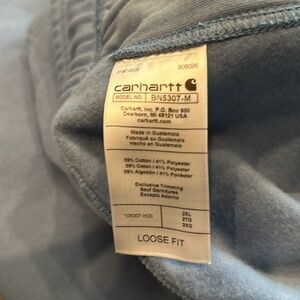 carhartt
MODEL NO. BN5307-M
Carhartt, Inc. P.O. Box 600
Dearborn, MI 48121 USA
carhartt.com
Made in Guatemala
Fabriqué au Guatemala
Hecho en Guatemala
59% Cotton / 41% Polyester
59% Coton / 41% Polyester
59% Algodón / 41% Poliéster
Exclusive Trimming
Sauf Garnitures
Excepto Adorno
105307 HD0
2XL
2TG
2XG
LOOSE FIT